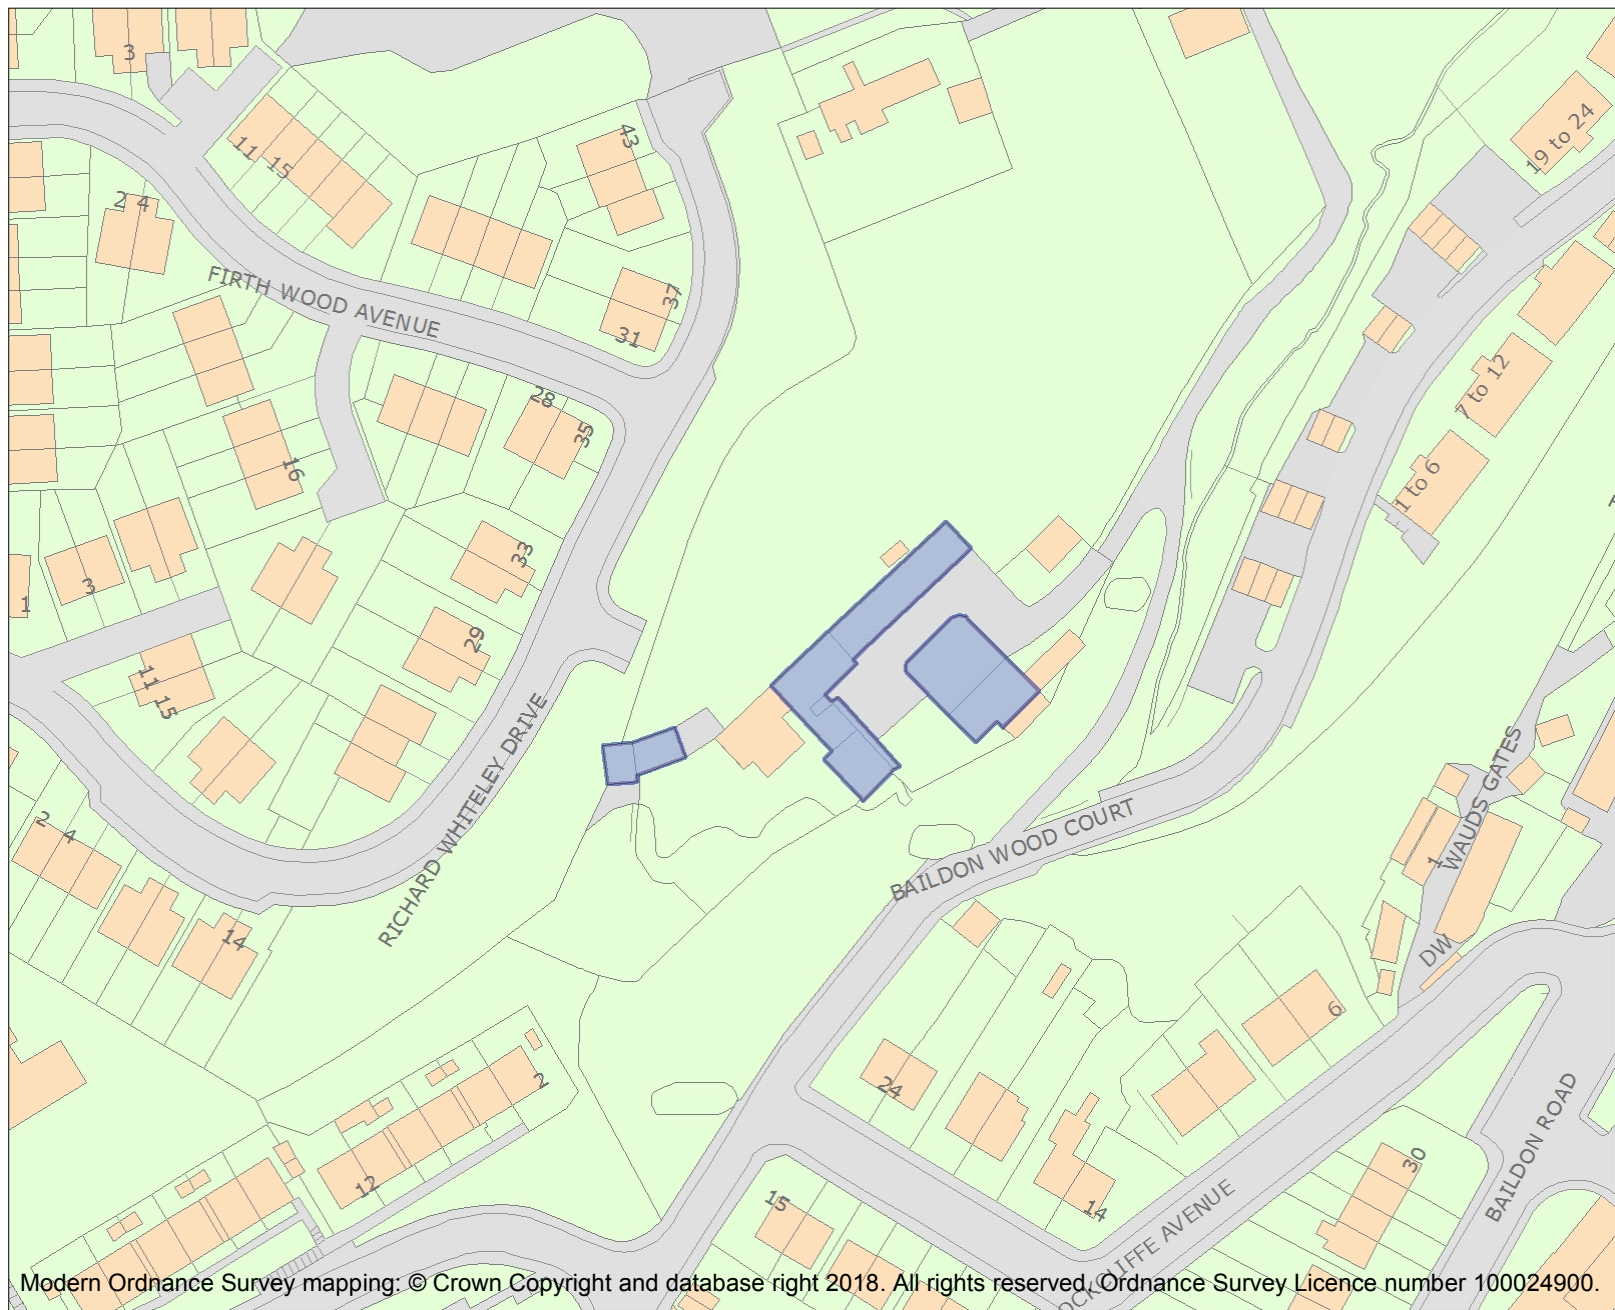 3
19 to 24
43
11
15
2
4
FIRTH WOOD AVENUE
37
31
7 to 12
28
35
16
1 to 6
33
3
1
29
11
15
RICHARD WHITELEY DRIVE
WAUDS GATES
BAILDON WOOD COURT
1
2
4
14
DW
6
24
2
12
BAILDON ROAD
30
15
14
OCKCLIFFE AVENUE
Modern Ordnance Survey mapping: © Crown Copyright and database right 2018. All rights reserved. Ordnance Survey Licence number 100024900.